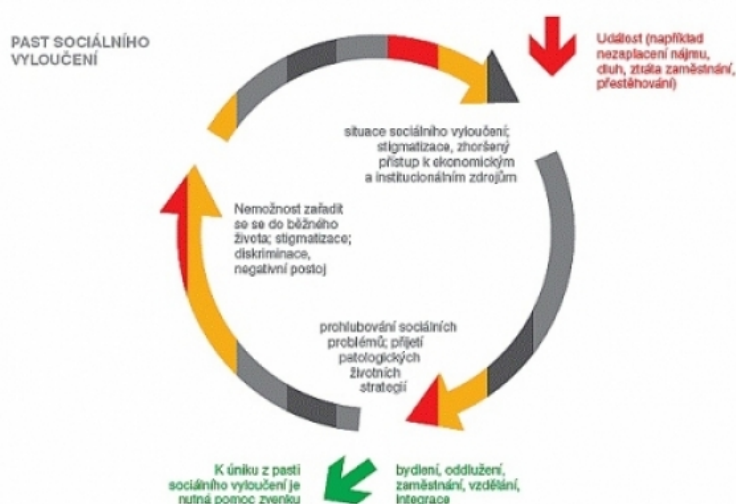 PAST SOCIÁLNÍHO
VYLOUČENÍ
Událost (například
nezaplacení nájmu,
dluh, ztráta zaměstnání,
přestěhování)
situace sociálního vyloučení;
stigmatizace, zhoršený
přístup k ekonomickým
a institucionálním zdrojům
Nemožnost zařadit
se se do běžného
života; stigmatizace;
diskriminace,
negativní postoj
prohlubování sociálních
problémů; přijetí
patologických
životních
strategií
K úniku z pasti
sociálního vyloučení je
nutná pomoc zvenku
bydlení, oddlužení,
zaměstnání, vzdělání,
integrace